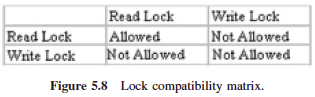 Read Lock Write Lock
Read Lock Allowed Not Allowed
Write Lock Not Allowed Not Allowed
Figure 5.8 Lock compatibility matrix.